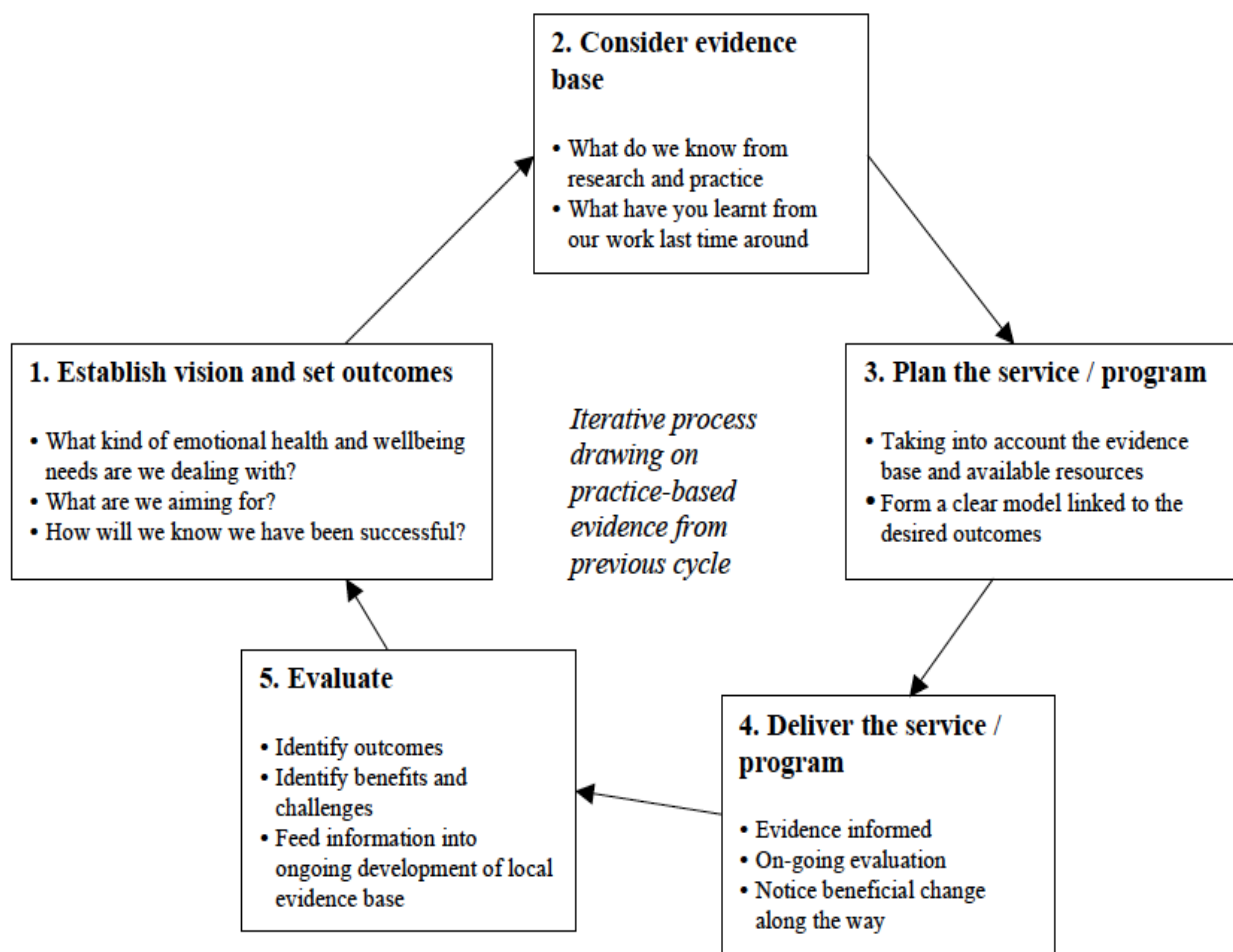 1. Establish vision and set outcomes
• What kind of emotional health and wellbeing
needs are we dealing with?
• What are we aiming for?
• How will we know we have been successful?
2. Consider evidence
base
• What do we know from
research and practice
• What have you learnt from
our work last time around
3. Plan the service / program
• Taking into account the evidence
base and available resources
• Form a clear model linked to the
desired outcomes
4. Deliver the service /
program
• Evidence informed
• On-going evaluation
• Notice beneficial change
along the way
5. Evaluate
• Identify outcomes
• Identify benefits and
challenges
• Feed information into
ongoing development of local
evidence base
Iterative process
drawing on
practice-based
evidence from
previous cycle